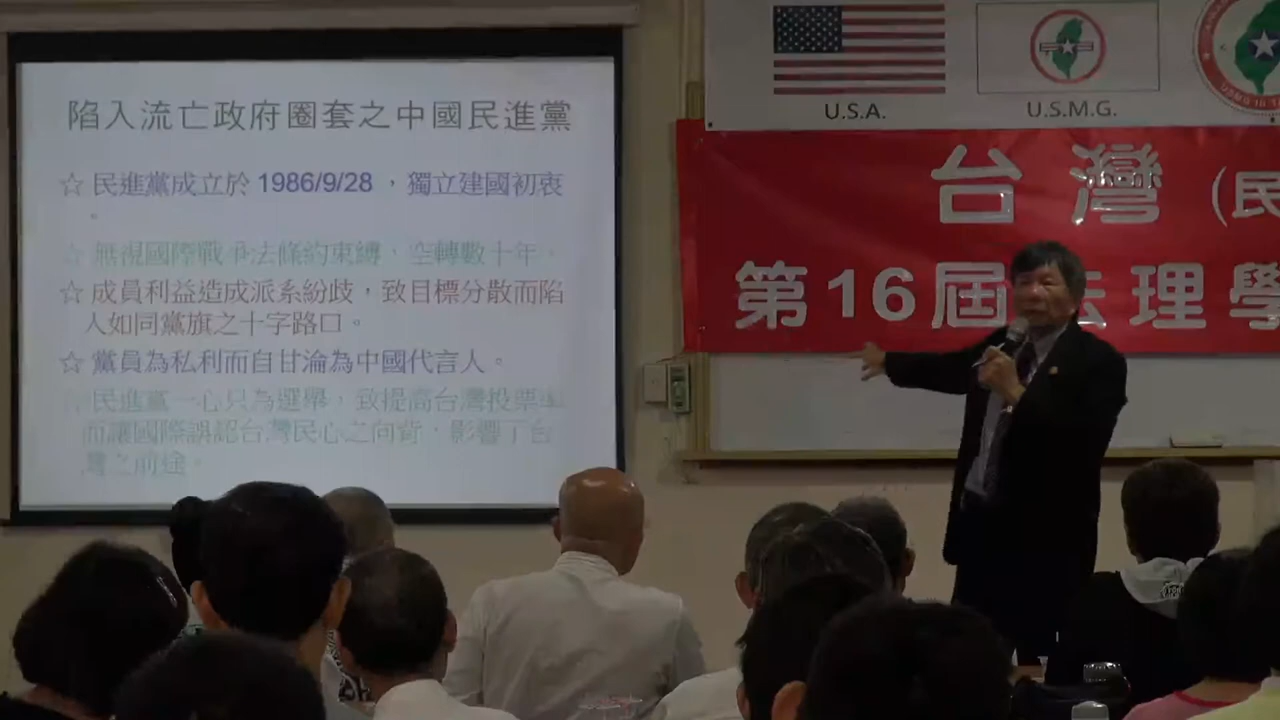 陷入流亡政府圈套之中國民進黨
☆ 民進黨成立於 1986/9/28 ，獨立建國初衷
。
☆ 無視國際戰爭法條約束縛，空轉數十年。
☆ 成員利益造成派系紛歧，致目標分散而陷
入如同黨旗之十字路口。
☆ 黨員為私利而自甘淪為中國代言人。
☆ 民進黨一心只為選舉，致提高台灣投票率
而讓國際誤認台灣民心之向背，影響了台
灣之前途。
U.S.A.
U.S.M.G.
台灣（民
第16屆法理學